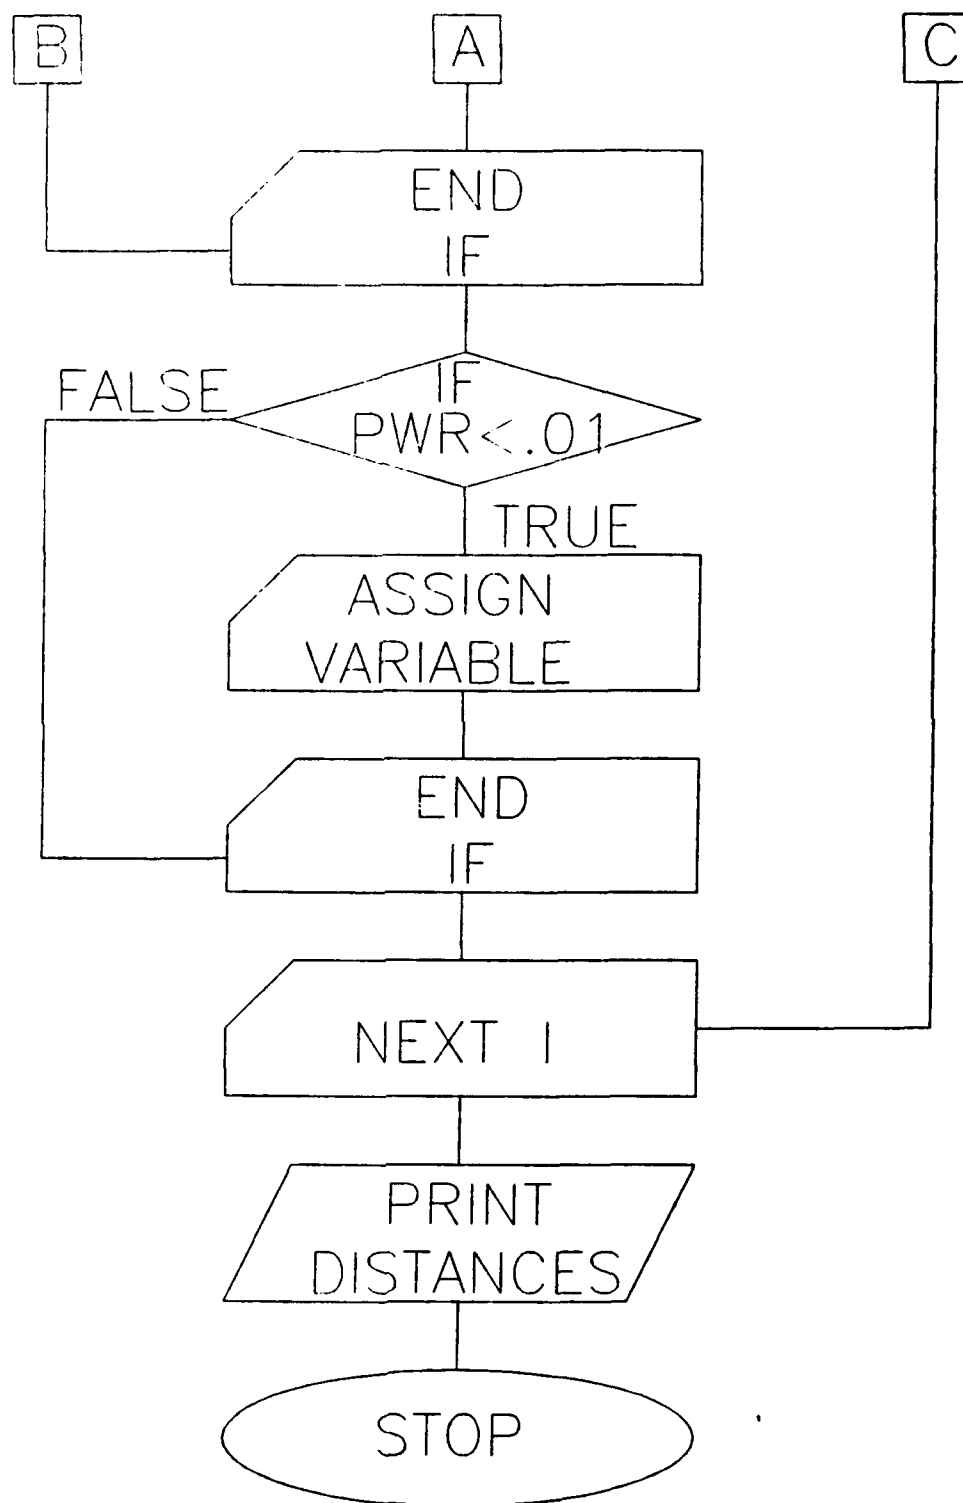 B
A
C
END
IF
FALSE
IF
PWR<.01
TRUE
ASSIGN
VARIABLE
END
IF
NEXT I
PRINT
DISTANCES
STOP